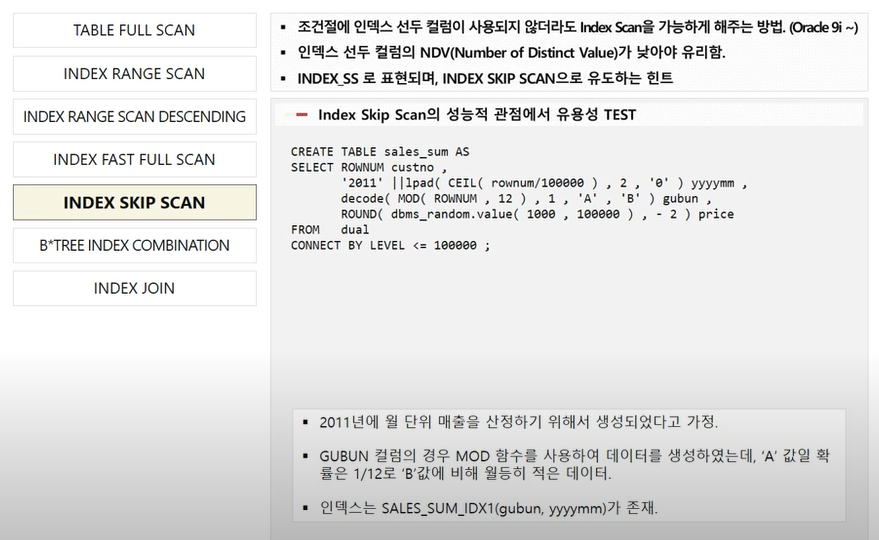 TABLE FULL SCAN
INDEX RANGE SCAN
INDEX RANGE SCAN DESCENDING
INDEX FAST FULL SCAN
INDEX SKIP SCAN
B*TREE INDEX COMBINATION
INDEX JOIN
▪ 조건절에 인덱스 선두 컬럼이 사용되지 않더라도 Index Scan을 가능하게 해주는 방법. (Oracle 9i ~)
▪ 인덱스 선두 컬럼의 NDV(Number of Distinct Value)가 낮아야 유리함.
▪ INDEX_SS 로 표현되며, INDEX SKIP SCAN으로 유도하는 힌트
Index Skip Scan의 성능적 관점에서 유용성 TEST
CREATE TABLE sales_sum AS
SELECT ROWNUM custno ,
'2011' ||lpad( CEIL( rownum/100000 ) , 2 , '0' ) yyyymm ,
decode( MOD( ROWNUM , 12 ) , 1 , 'A' , 'B' ) gubun ,
ROUND( dbms_random.value( 1000 , 100000 ) , - 2 ) price
FROM dual
CONNECT BY LEVEL <= 100000 ;
▪ 2011년에 월 단위 매출을 산정하기 위해서 생성되었다고 가정.
▪ GUBUN 컬럼의 경우 MOD 함수를 사용하여 데이터를 생성하였는데, ‘A’ 값일 확
률은 1/12로 ‘B’값에 비해 월등히 적은 데이터.
▪ 인덱스는 SALES_SUM_IDX1(gubun, yyyymm)가 존재.